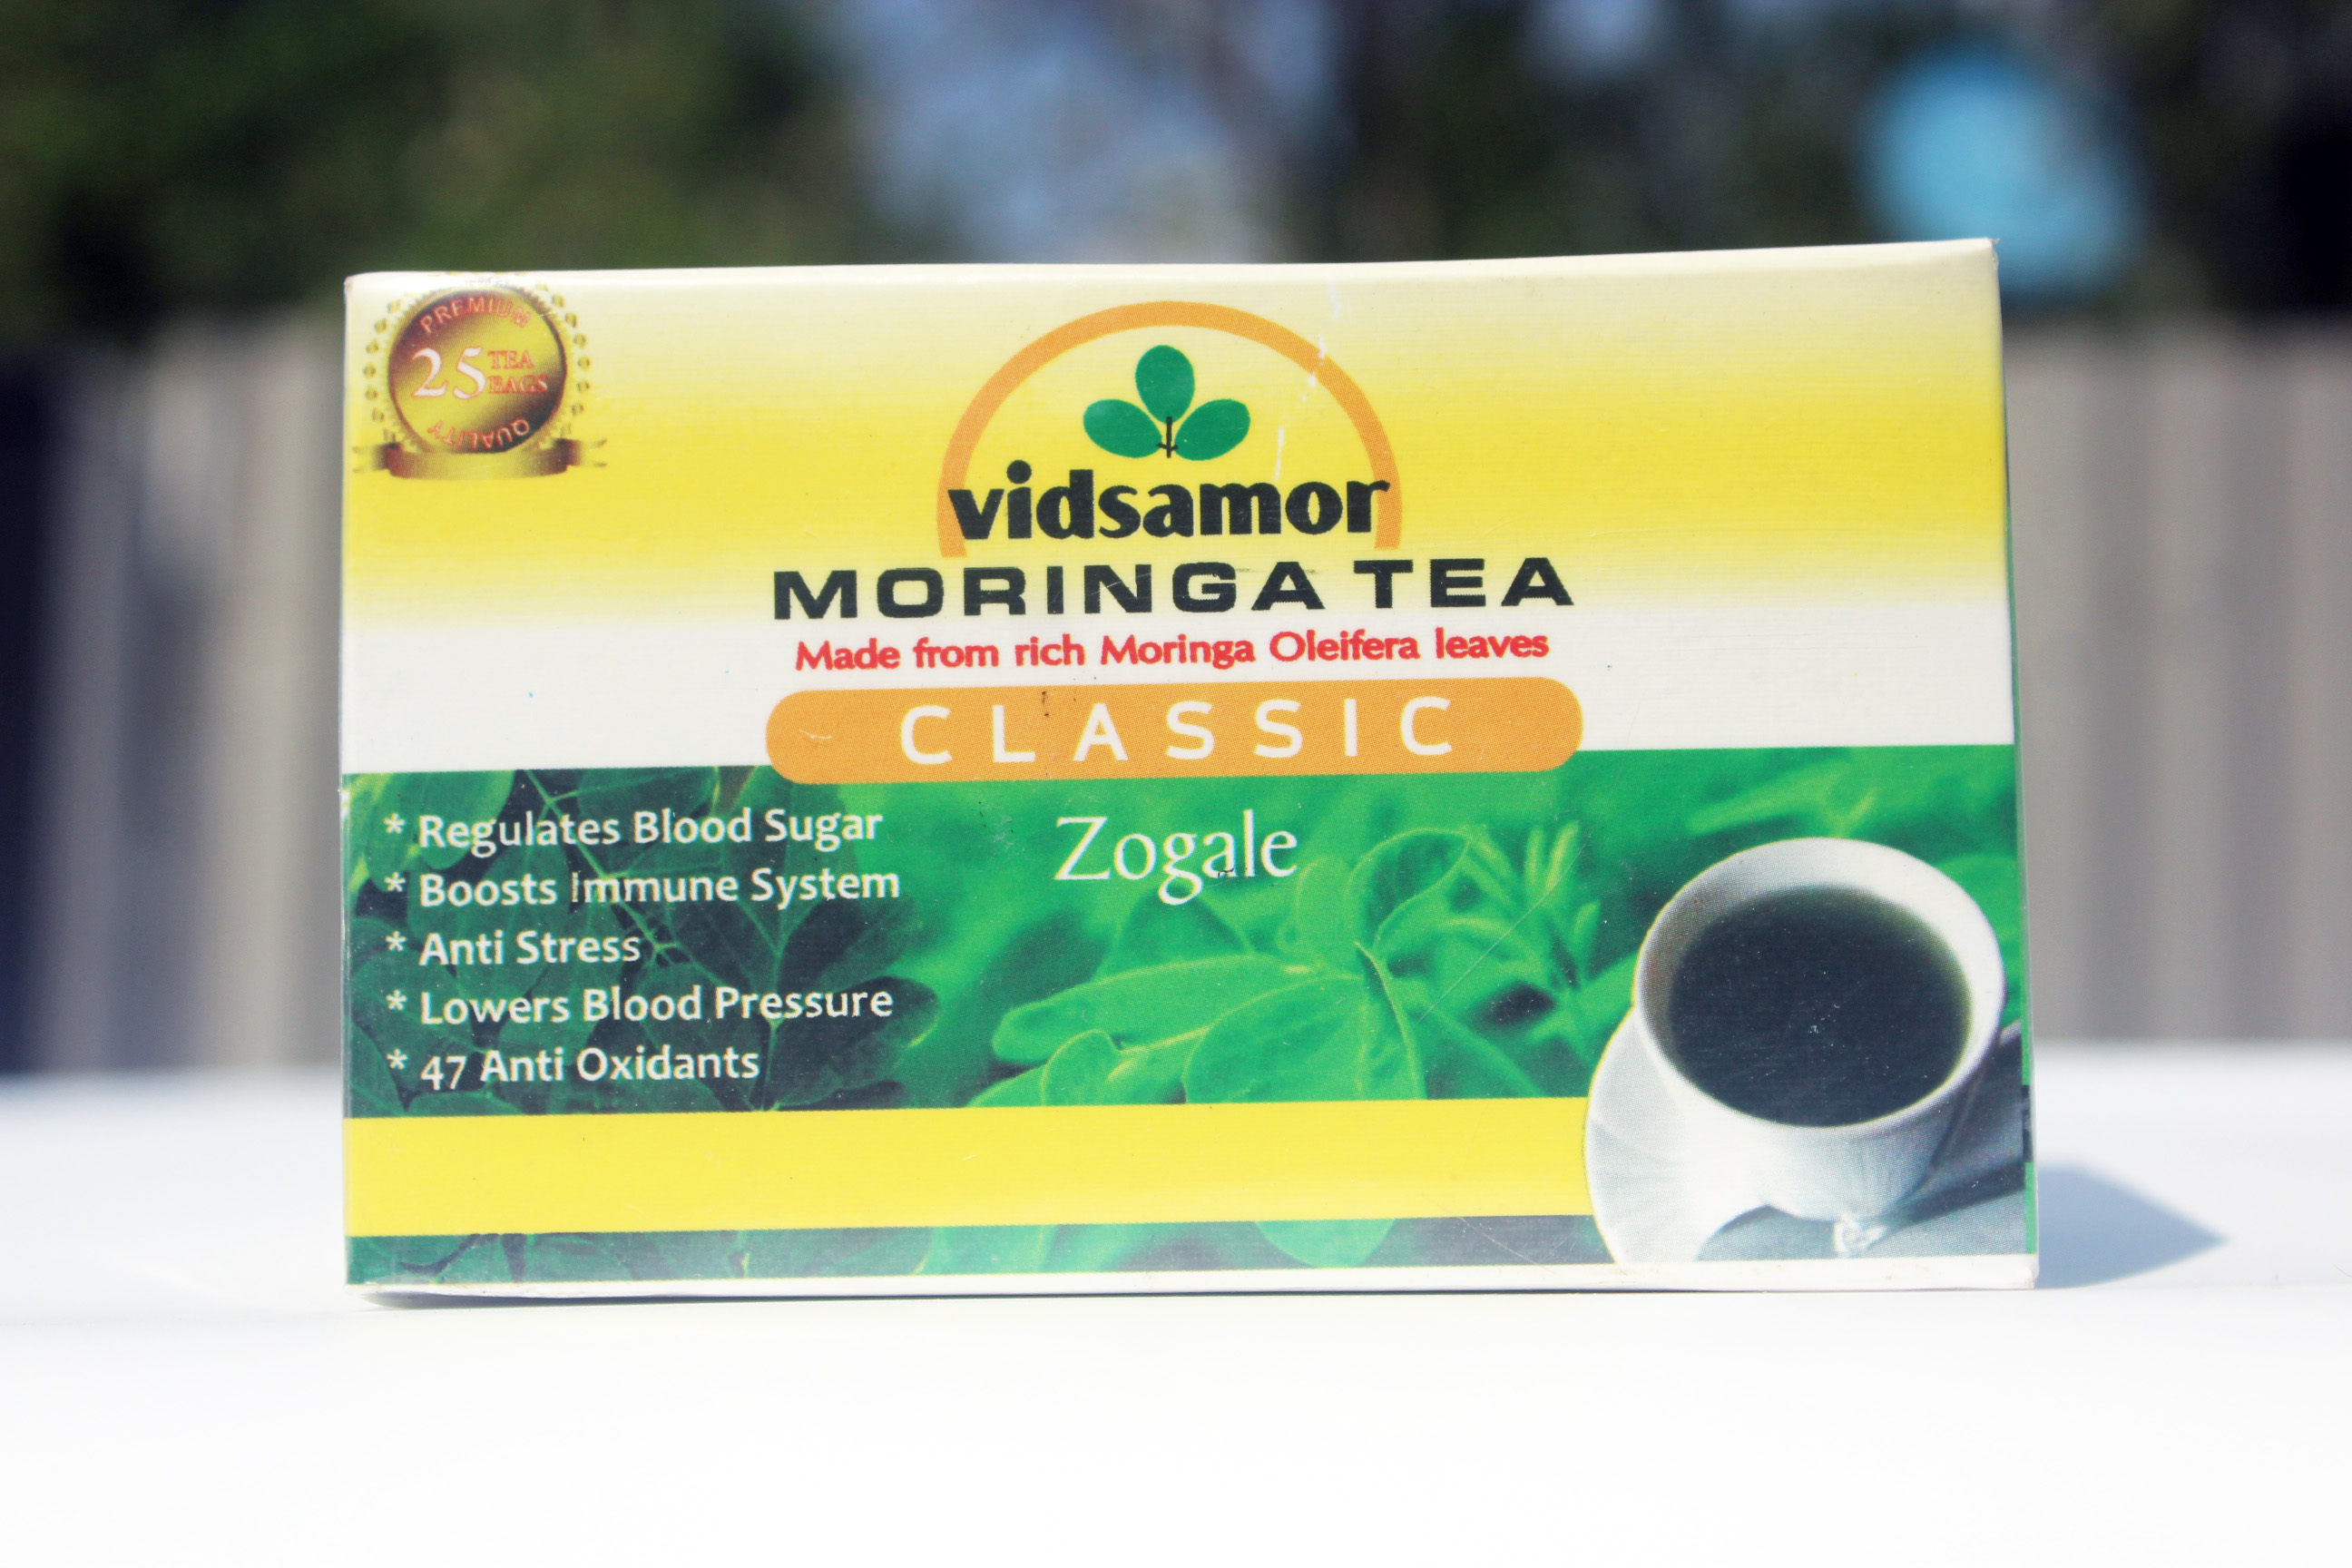 PREMIUM
25 TEA BAGS
QUALITY
vidsamor
MORINGA TEA
Made from rich Moringa Oleifera leaves
CLASSIC
Zogale
* Regulates Blood Sugar
* Boosts Immune System
* Anti Stress
* Lowers Blood Pressure
* 47 Anti Oxidants